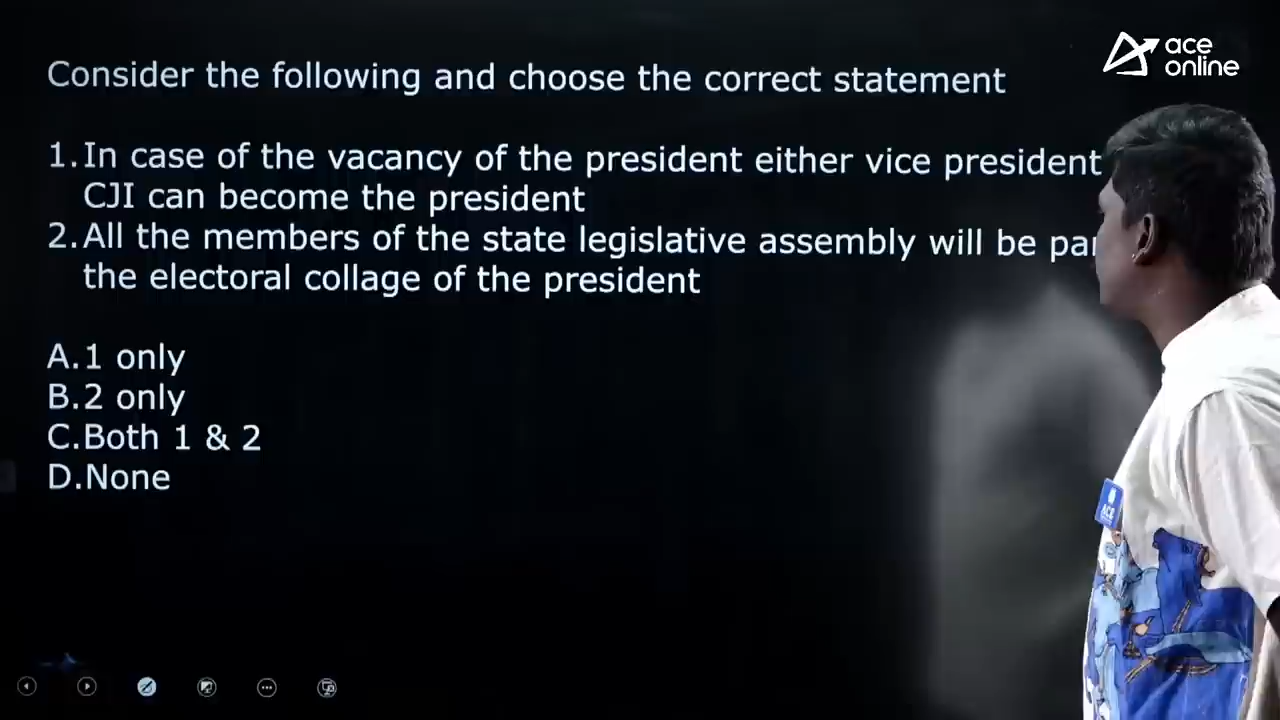 ace
online
Consider the following and choose the correct statement
1. In case of the vacancy of the president either vice president
CJI can become the president
2. All the members of the state legislative assembly will be
the electoral collage of the president
A. 1 only
B. 2 only
C. Both 1 & 2
D. None
ACE